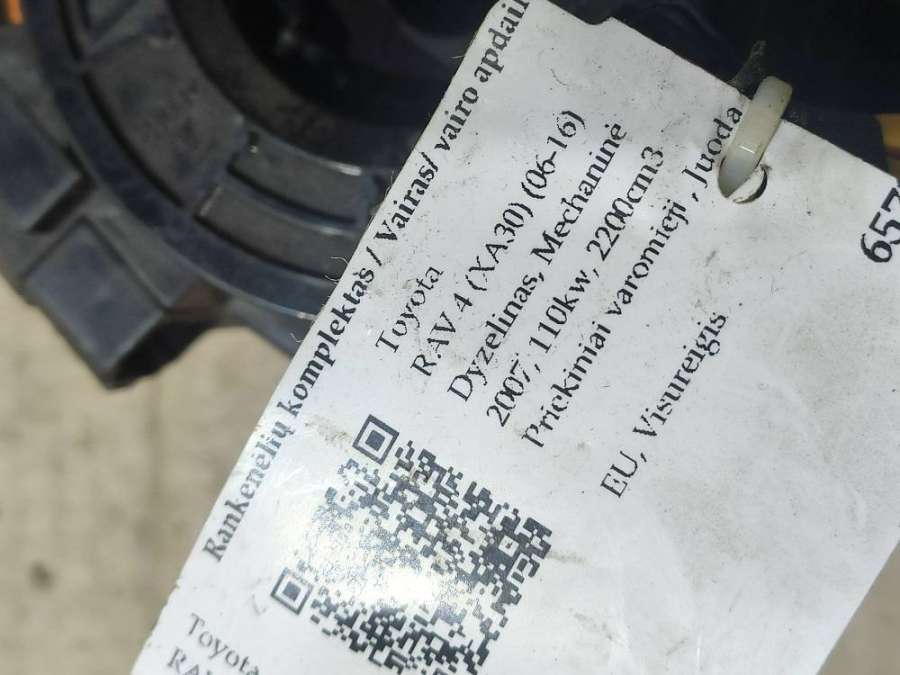 Rankenėlių komplektas / Vairas/ vairo
Toyota
RAV 4 (XA30) (06-16)
Dyzelinas, Mechaninė
2007, 110kw, 2200cm3
Priekiniai varomieji , Juoda
EU, Visureigis
657
Toyota